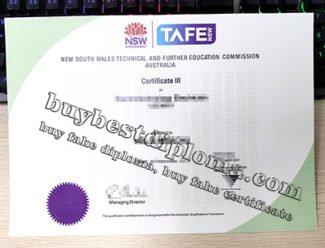 NSW
GOVERNMENT
TAFE
NSW
NEW SOUTH WALES TECHNICAL AND FURTHER EDUCATION COMMISSION
AUSTRALIA
Certificate III
in
buybestdiploma.com
buy fake diploma, buy fake certificate
Managing Director
The qualification certified herein is recognised within the Australian Qualifications Framework